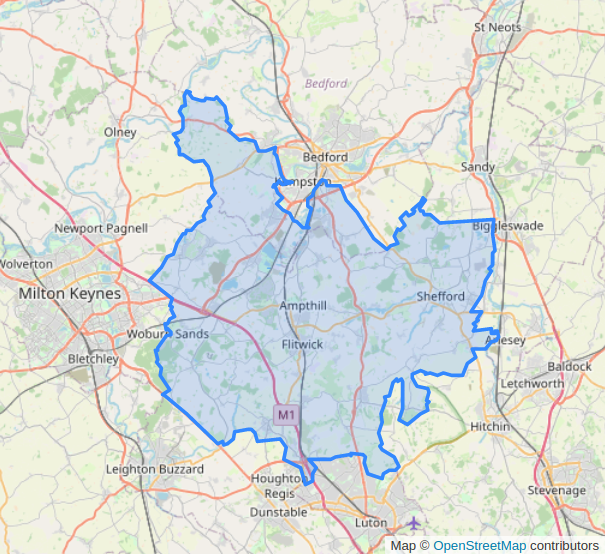 St Neots
Bedford
Olney
Bedford
Sandy
Kempston
Newport Pagnell
Biggleswade
Wolverton
Milton Keynes
Shefford
Ampthill
Woburn Sands
Flitwick
Arlesey
Bletchley
Baldock
Letchworth
M1
Hitchin
Leighton Buzzard
Houghton
Regis
Stevenage
Dunstable
Luton
Map © OpenStreetMap contributors